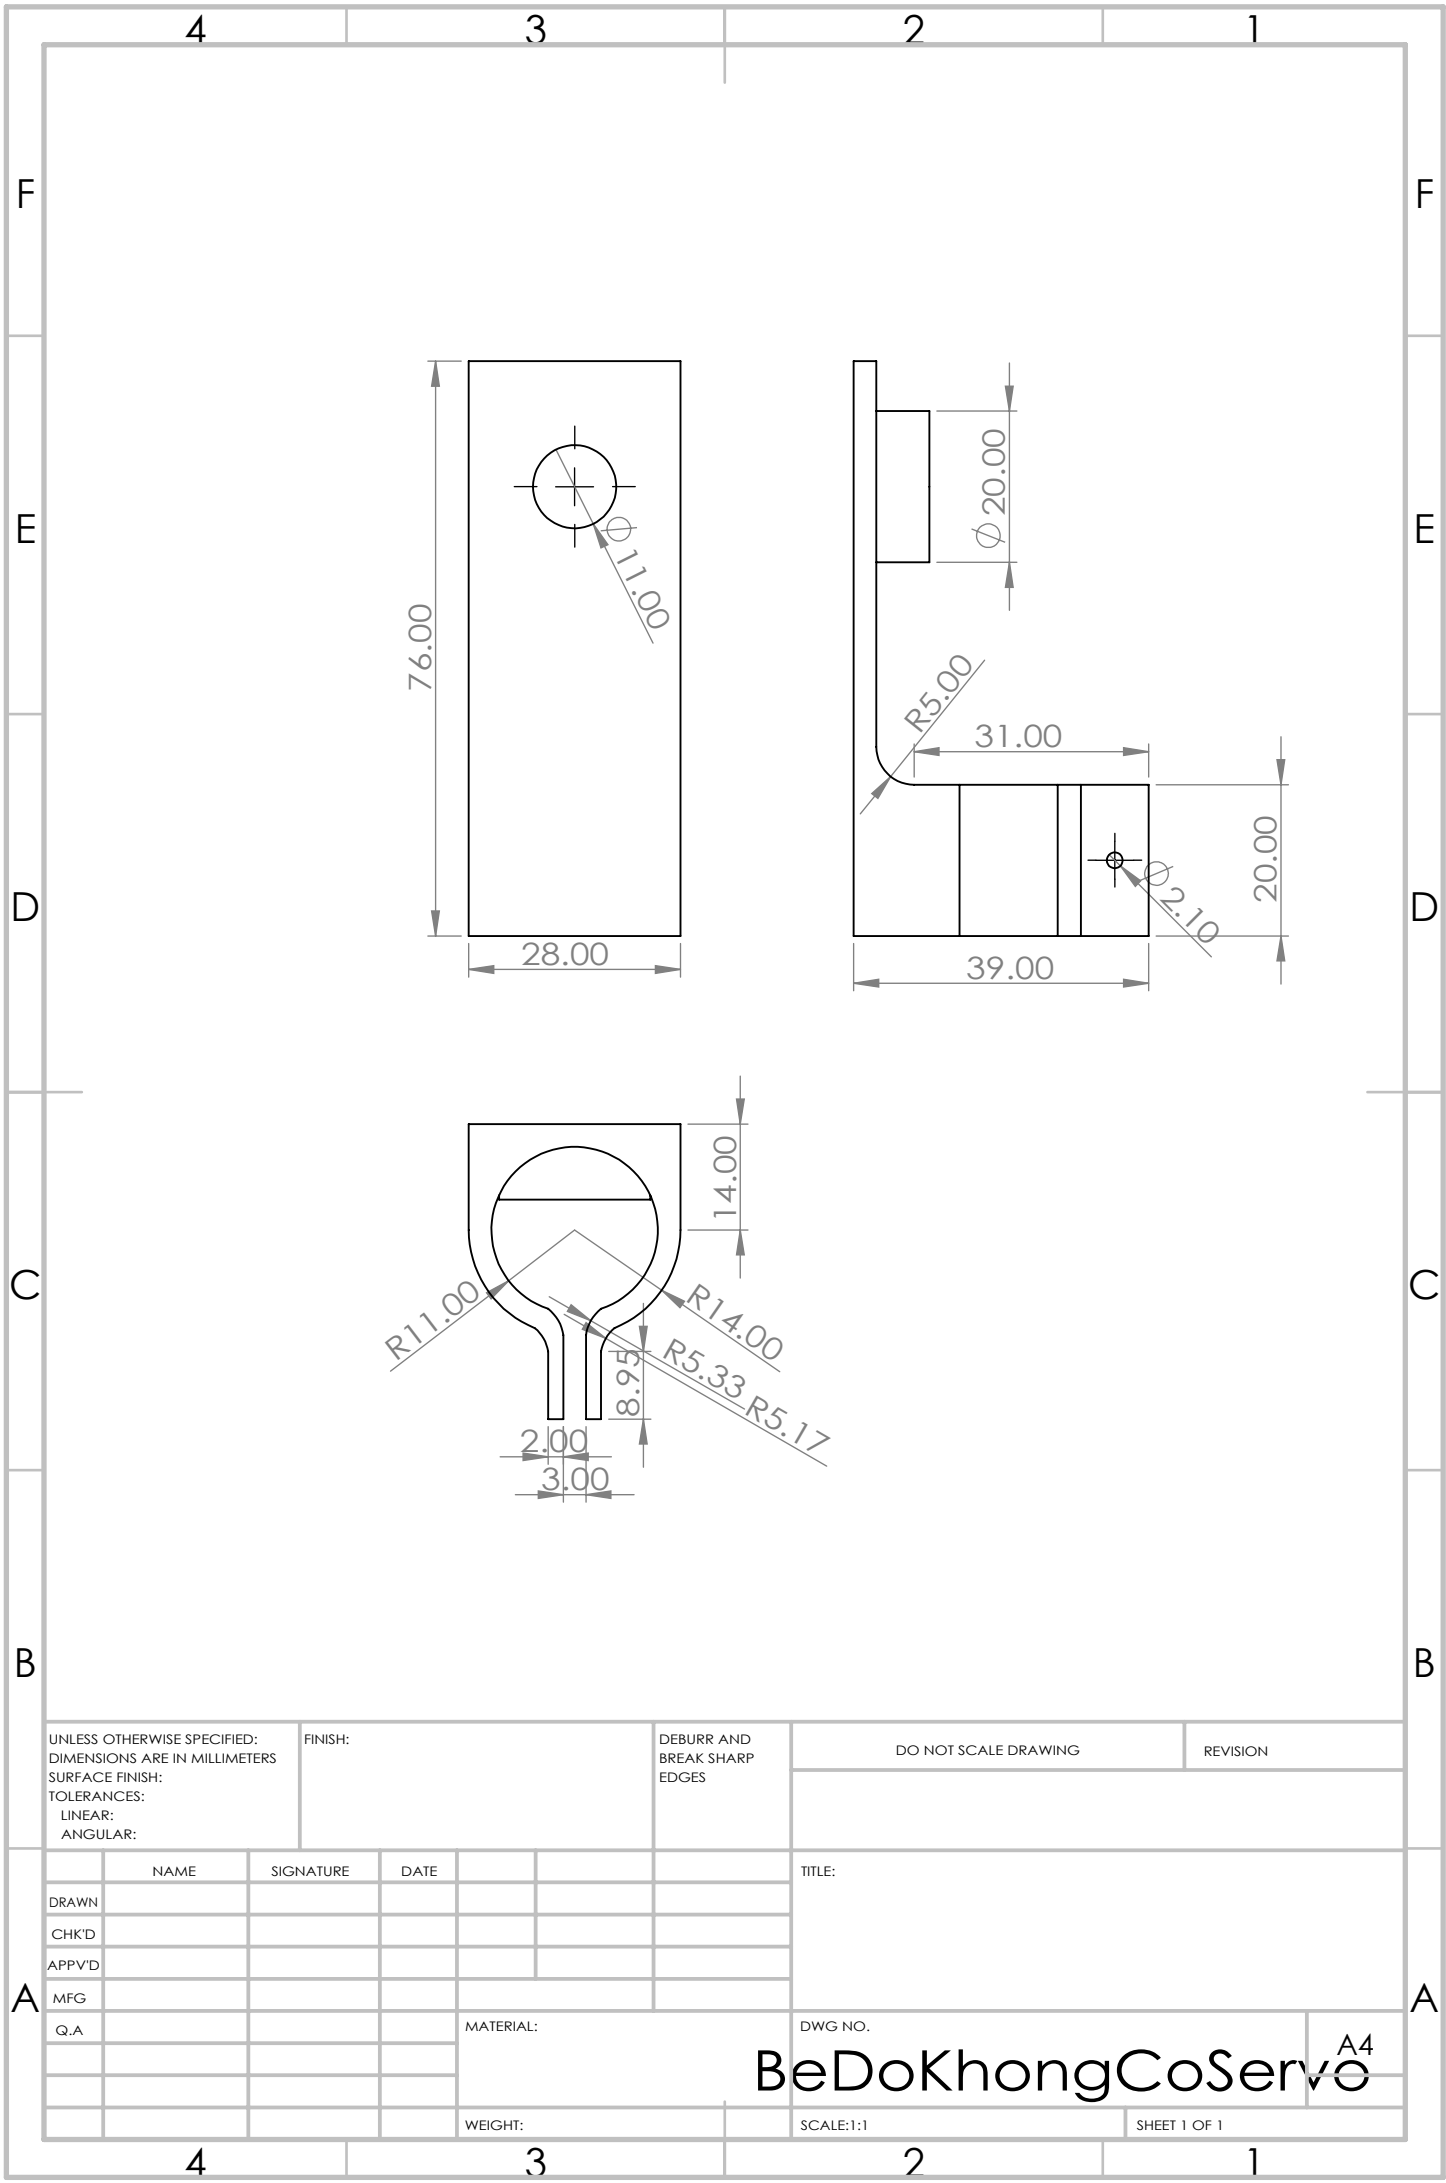 4 3 2 1
F F
Ø 20.00
E E
Ø 11.00
76.00
R5.00
31.00
20.00
D D
Ø 2.10
28.00
39.00
14.00
C C
R11.00
R14.00
R5.33
8.95
R5.17
2.00
3.00
B B
UNLESS OTHERWISE SPECIFIED:
DIMENSIONS ARE IN MILLIMETERS
SURFACE FINISH:
TOLERANCES:
LINEAR:
ANGULAR:
FINISH:
DEBURR AND
BREAK SHARP
EDGES
DO NOT SCALE DRAWING
REVISION
NAME SIGNATURE DATE
TITLE:
DRAWN
CHK'D
APPV'D
MFG
Q.A
A A
MATERIAL:
DWG NO.
BeDoKhongCoServo
A4
WEIGHT:
SCALE:1:1
SHEET 1 OF 1
4 3 2 1